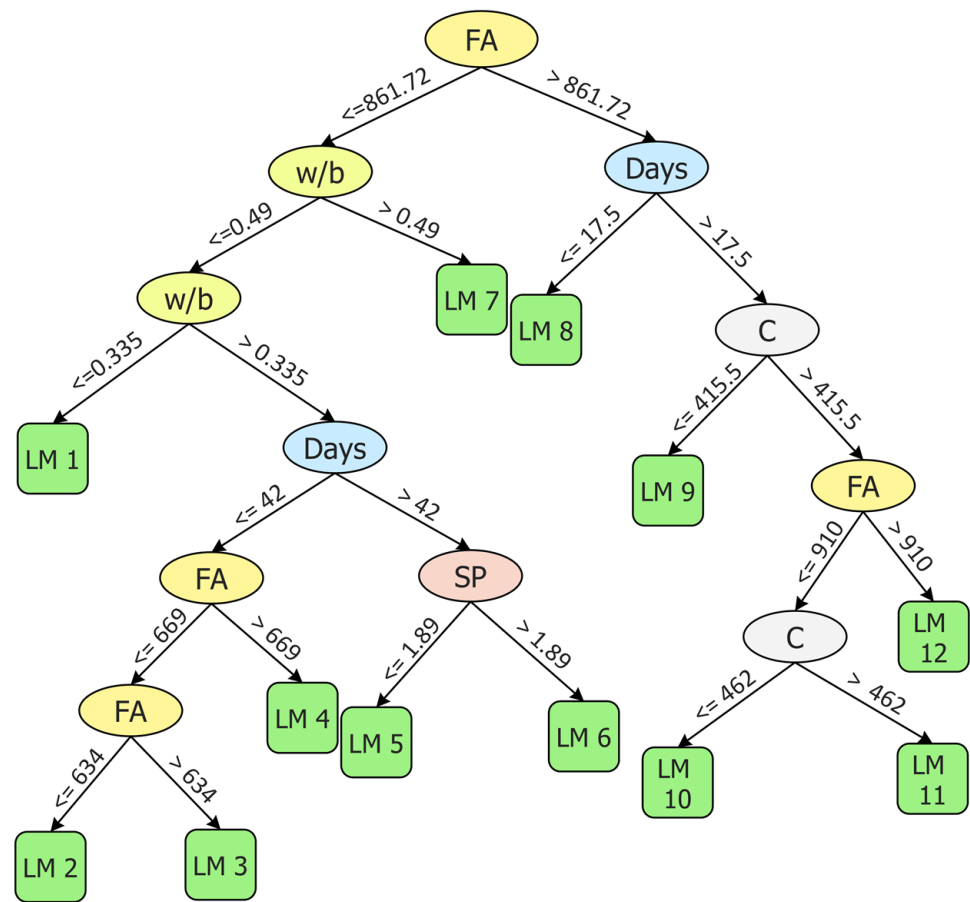 FA
<=861.72
> 861.72
w/b
Days
<=0.49
> 0.49
<= 17.5
> 17.5
w/b
LM 7
LM 8
C
<=0.335
> 0.335
<= 415.5
> 415.5
LM 1
Days
LM 9
FA
<= 42
> 42
<= 910
> 910
FA
SP
C
LM
12
<= 669
> 669
<= 1.89
> 1.89
<= 462
> 462
FA
LM 4
LM 5
LM 6
LM
10
LM
11
<= 634
> 634
LM 2
LM 3